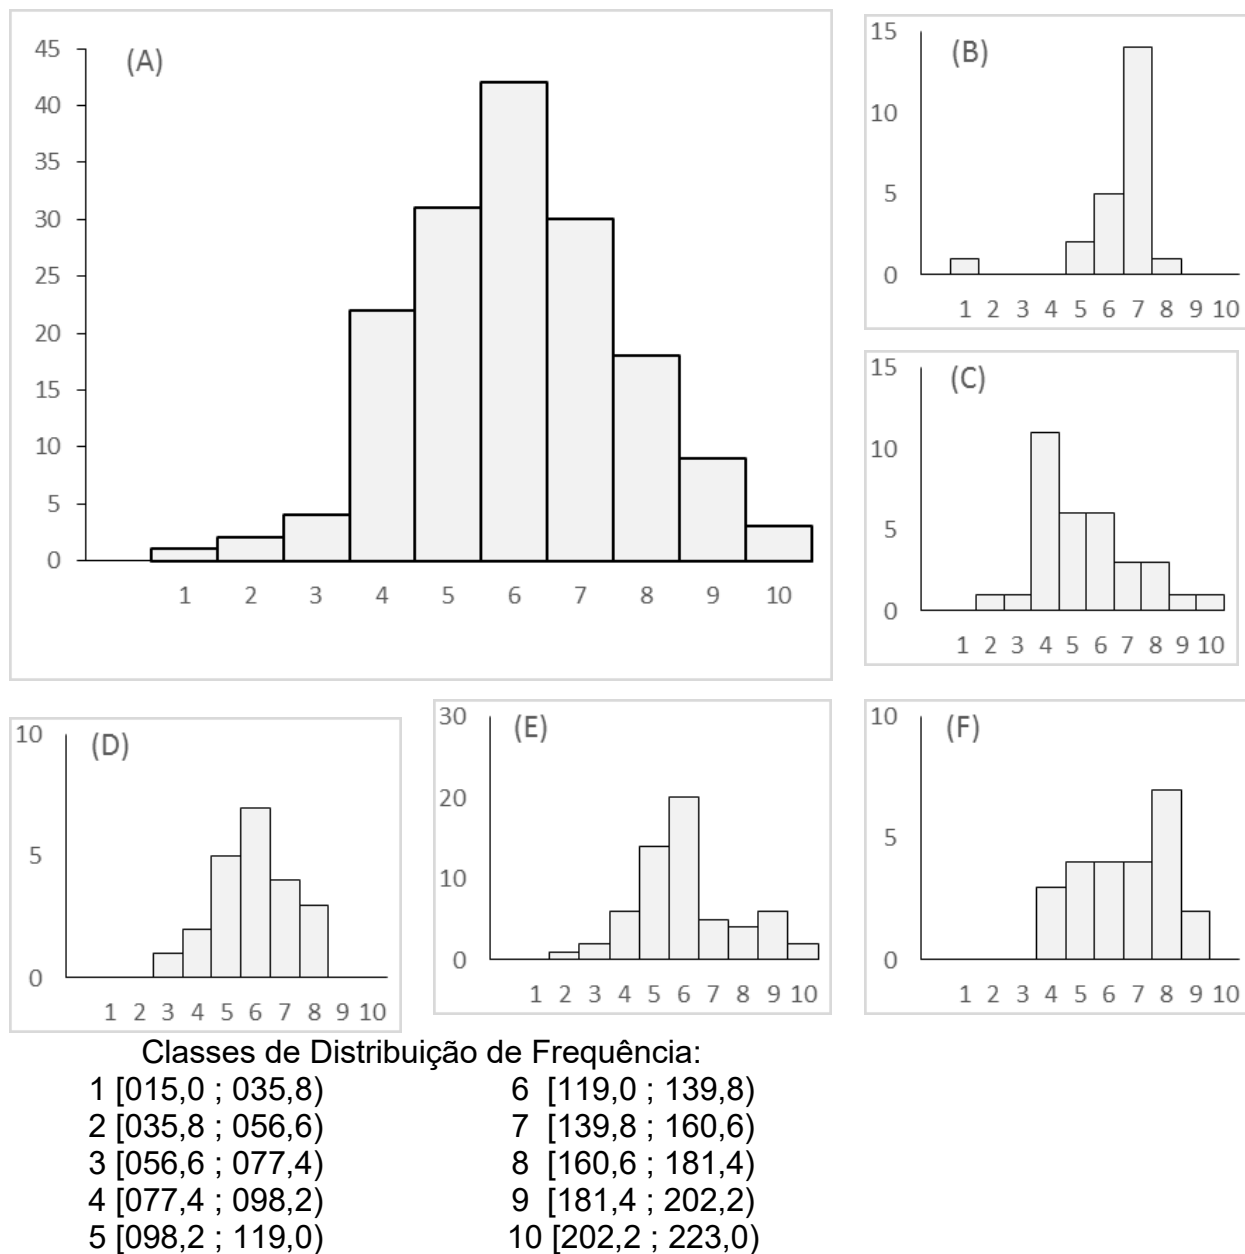 (A)
45
40
35
30
25
20
15
10
5
0
1 2 3 4 5 6 7 8 9 10
(B)
15
10
5
0
1 2 3 4 5 6 7 8 9 10
(C)
15
10
5
0
1 2 3 4 5 6 7 8 9 10
(D)
10
5
0
1 2 3 4 5 6 7 8 9 10
(E)
30
20
10
0
1 2 3 4 5 6 7 8 9 10
(F)
10
5
0
1 2 3 4 5 6 7 8 9 10
Classes de Distribuição de Frequência:
1 [015,0 ; 035,8) 6 [119,0 ; 139,8)
2 [035,8 ; 056,6) 7 [139,8 ; 160,6)
3 [056,6 ; 077,4) 8 [160,6 ; 181,4)
4 [077,4 ; 098,2) 9 [181,4 ; 202,2)
5 [098,2 ; 119,0) 10 [202,2 ; 223,0)